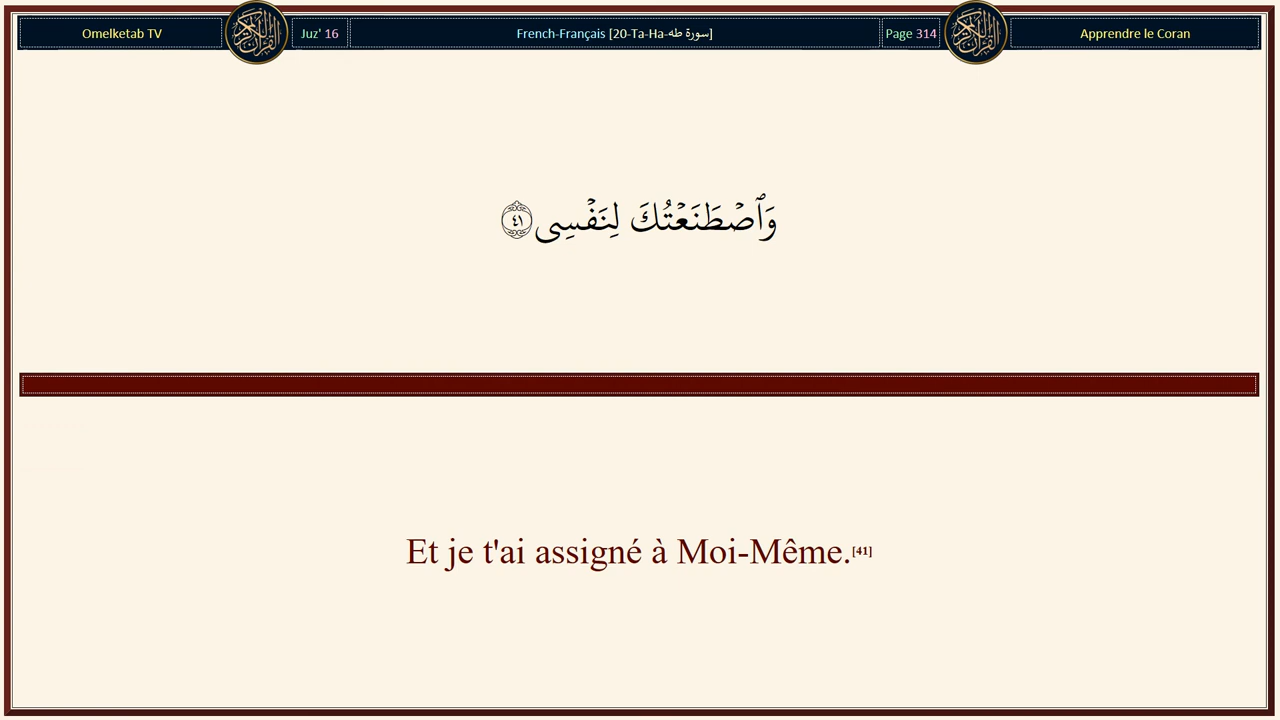 Omelketab TV
Juz' 16
French-Français [20-Ta-Ha-سورة طه]
Page 314
Apprendre le Coran
وَٱصْطَنَعْتُكَ لِنَفْسِى ٤١
Et je t'ai assigné à Moi-Même.[41]